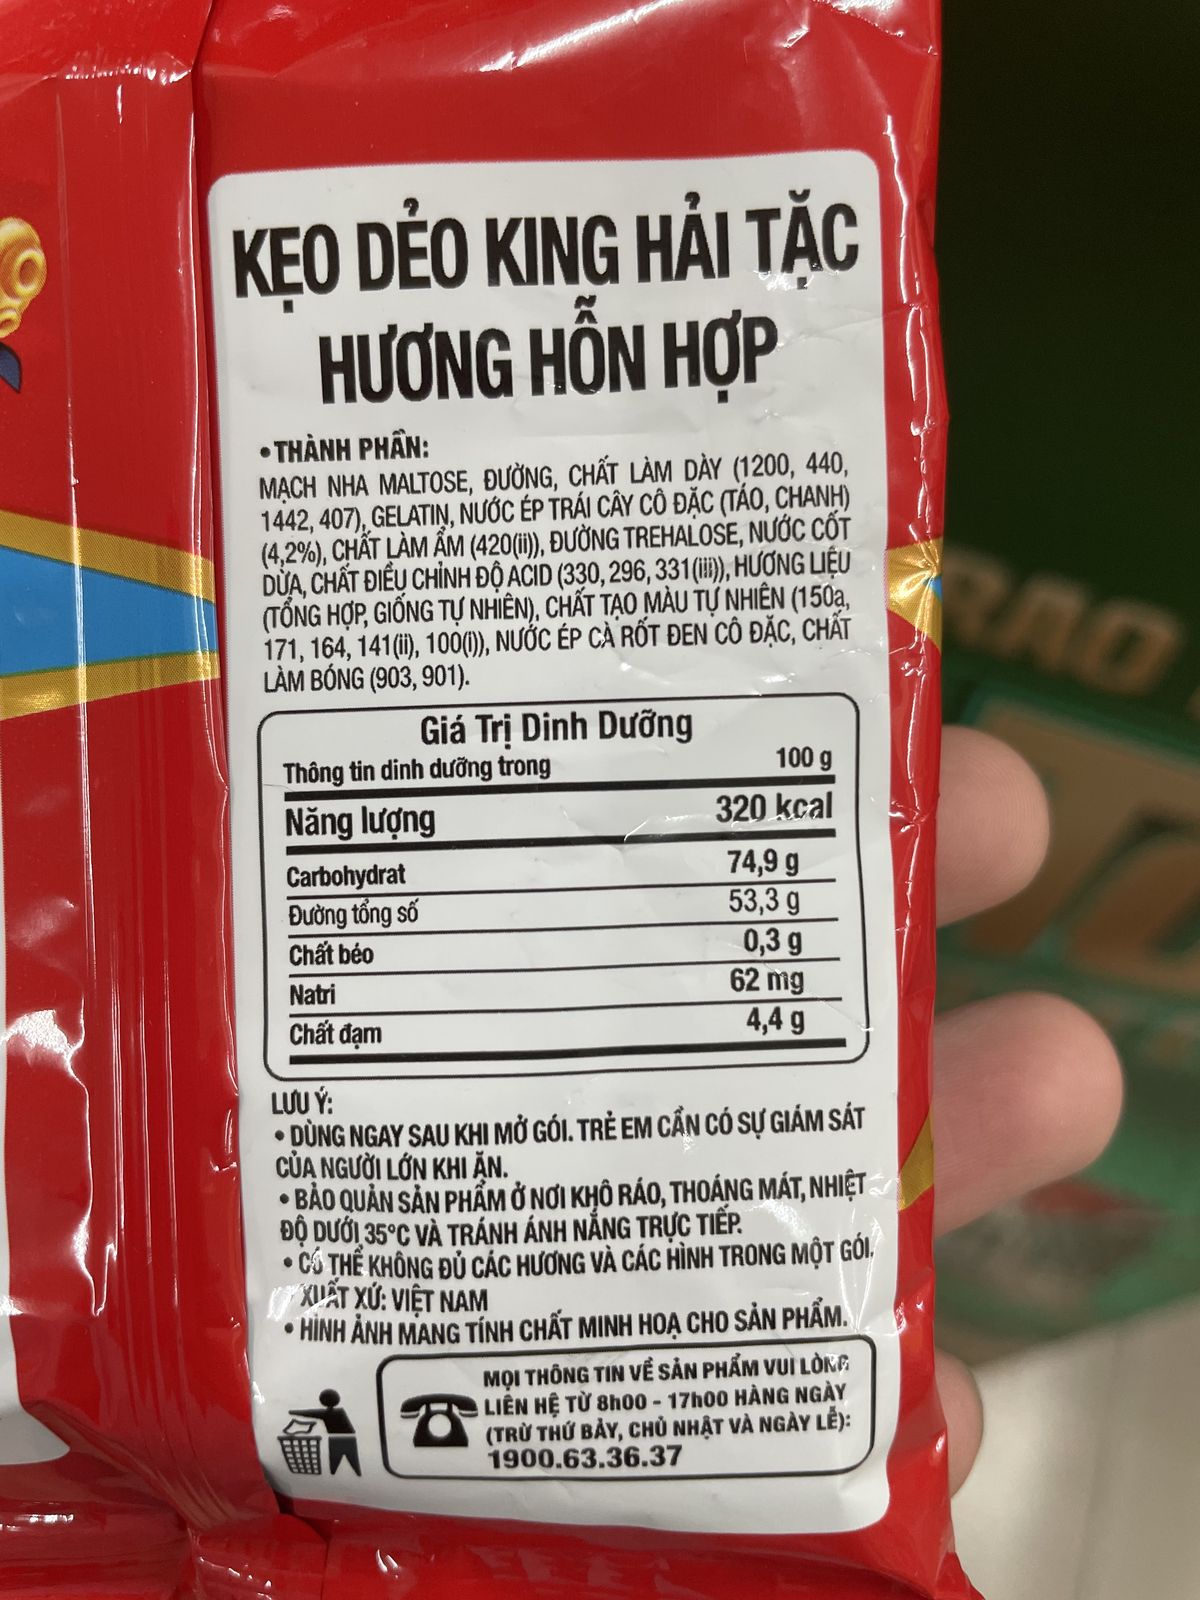 KẸO DẺO KING HẢI TẶC
HƯƠNG HỖN HỢP
• THÀNH PHẦN:
MẠCH NHA MALTOSE, ĐƯỜNG, CHẤT LÀM DÀY (1200, 440,
1442, 407), GELATIN, NƯỚC ÉP TRÁI CÂY CÔ ĐẶC (TÁO, CHANH)
(4,2%), CHẤT LÀM ẨM (420(ii)), ĐƯỜNG TREHALOSE, NƯỚC CỐT
DỪA, CHẤT ĐIỀU CHỈNH ĐỘ ACID (330, 296, 331(iii)), HƯƠNG LIỆU
(TỔNG HỢP, GIỐNG TỰ NHIÊN), CHẤT TẠO MÀU TỰ NHIÊN (150a,
171, 164, 141(ii), 100(i)), NƯỚC ÉP CÀ RỐT ĐEN CÔ ĐẶC, CHẤT
LÀM BÓNG (903, 901).
Giá Trị Dinh Dưỡng
Thông tin dinh dưỡng trong 100 g
Năng lượng 320 kcal
Carbohydrat 74,9 g
Đường tổng số 53,3 g
Chất béo 0,3 g
Natri 62 mg
Chất đạm 4,4 g
LƯU Ý:
• DÙNG NGAY SAU KHI MỞ GÓI. TRẺ EM CẦN CÓ SỰ GIÁM SÁT
CỦA NGƯỜI LỚN KHI ĂN.
• BẢO QUẢN SẢN PHẨM Ở NƠI KHÔ RÁO, THOÁNG MÁT, NHIỆT
ĐỘ DƯỚI 35°C VÀ TRÁNH ÁNH NẮNG TRỰC TIẾP.
• CÓ THỂ KHÔNG ĐỦ CÁC HƯƠNG VÀ CÁC HÌNH TRONG MỘT GÓI.
XUẤT XỨ: VIỆT NAM
• HÌNH ẢNH MANG TÍNH CHẤT MINH HOẠ CHO SẢN PHẨM.
MỌI THÔNG TIN VỀ SẢN PHẨM VUI LÒNG
LIÊN HỆ TỪ 8h00 - 17h00 HÀNG NGÀY
(TRỪ THỨ BẢY, CHỦ NHẬT VÀ NGÀY LỄ):
1900.63.36.37